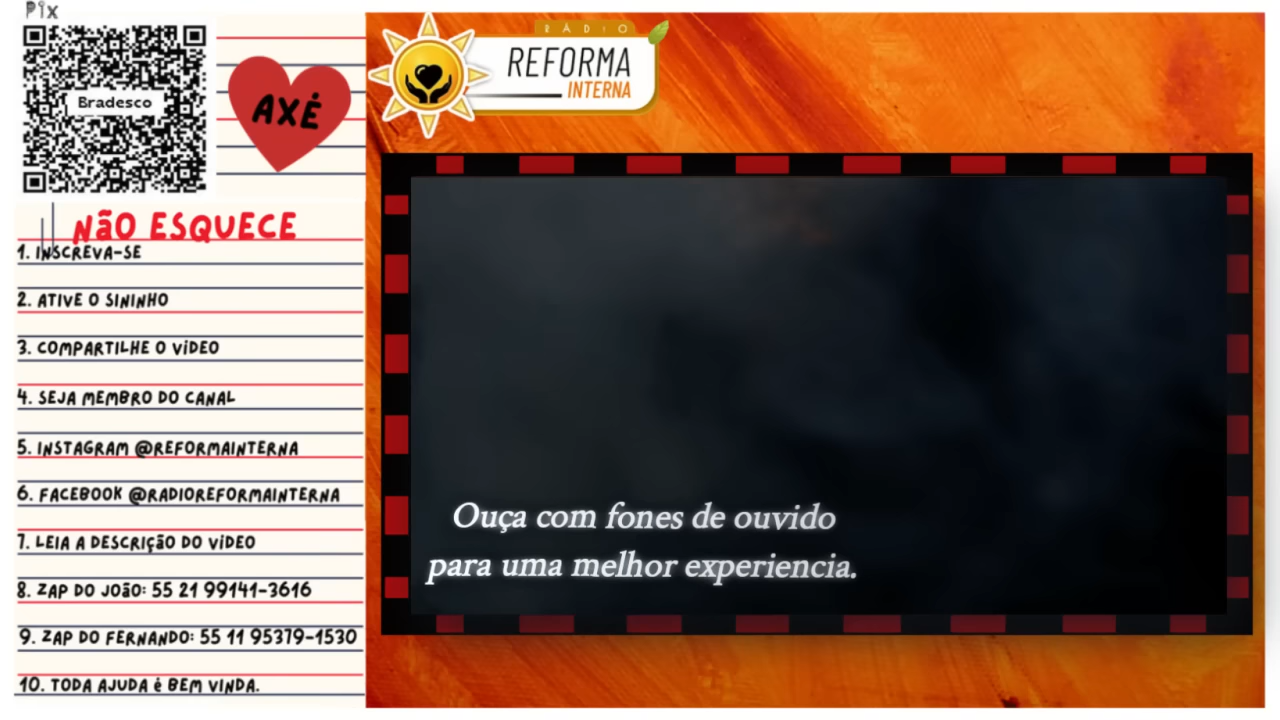 Pix
Bradesco
AXÉ
NÃO ESQUECE
1. INSCREVA-SE
2. ATIVE O SININHO
3. COMPARTILHE O VÍDEO
4. SEJA MEMBRO DO CANAL
5. INSTAGRAM @REFORMAINTERNA
6. FACEBOOK @RADIOREFORMAINTERNA
7. LEIA A DESCRIÇÃO DO VÍDEO
8. ZAP DO JOÃO: 55 21 99141-3616
9. ZAP DO FERNANDO: 55 11 95379-1530
10. TODA AJUDA É BEM VINDA.
RÁDIO
REFORMA
INTERNA
Ouça com fones de ouvido
para uma melhor experiencia.